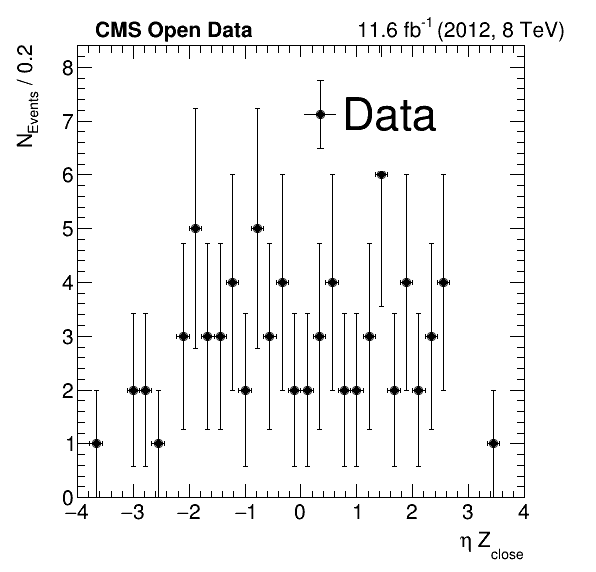 CMS Open Data 11.6 fb⁻¹ (2012, 8 TeV)
N_Events / 0.2
Data
8
7
6
5
4
3
2
1
0
−4 −3 −2 −1 0 1 2 3 4
η Z_close